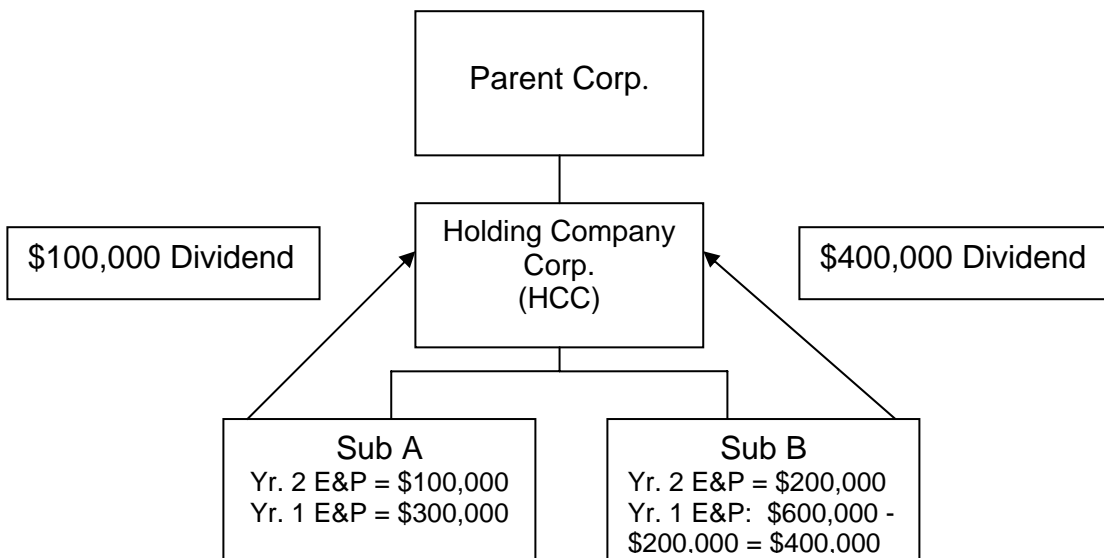 Parent Corp.
$100,000 Dividend
Holding Company
Corp.
(HCC)
$400,000 Dividend
Sub A
Yr. 2 E&P = $100,000
Yr. 1 E&P = $300,000
Sub B
Yr. 2 E&P = $200,000
Yr. 1 E&P:  $600,000 -
$200,000 = $400,000